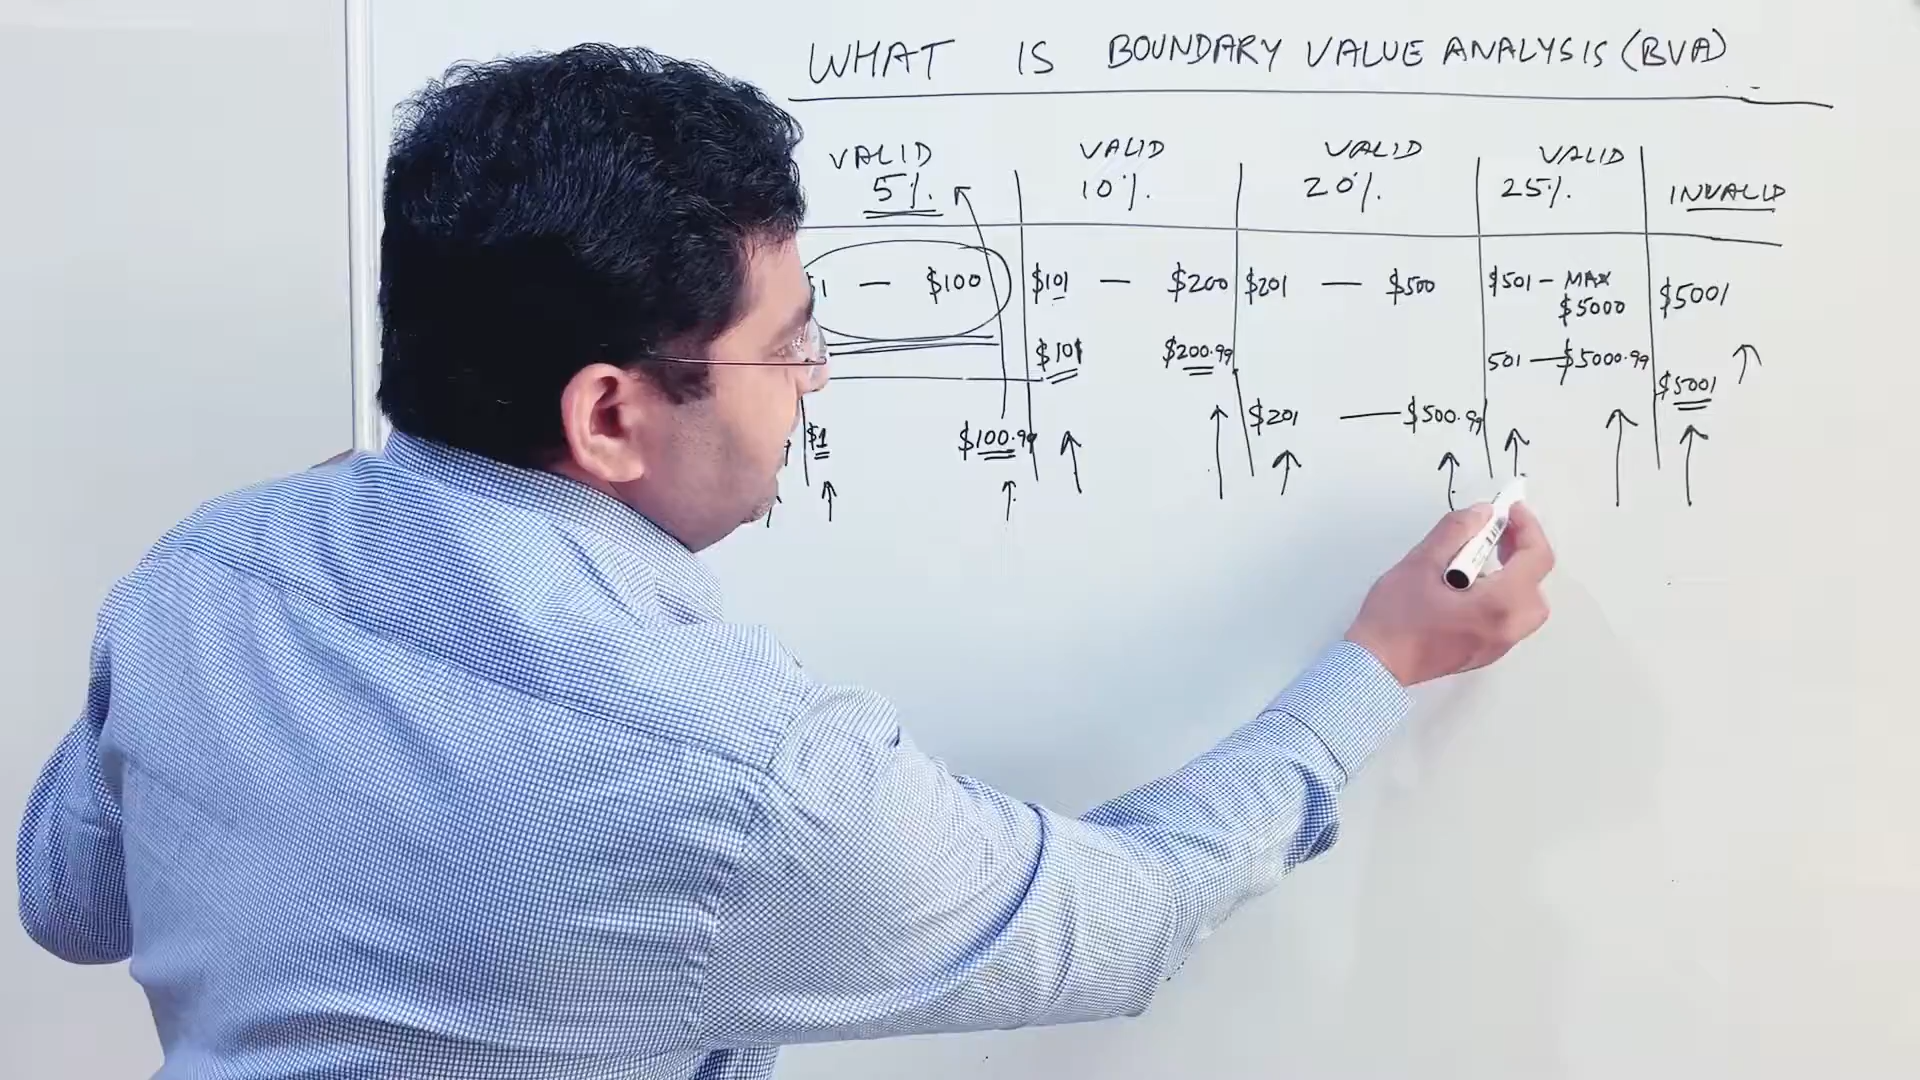 WHAT IS BOUNDARY VALUE ANALYSIS (BVA)
VALID VALID VALID VALID
5%. 10%. 20%. 25%. INVALID
$1 — $100 $101 — $200 $201 — $500 $501 - MAX $5001
$5000
$101 $200.99 501 — $5000.99
$5001
$201 — $500.99
$1 $100.99